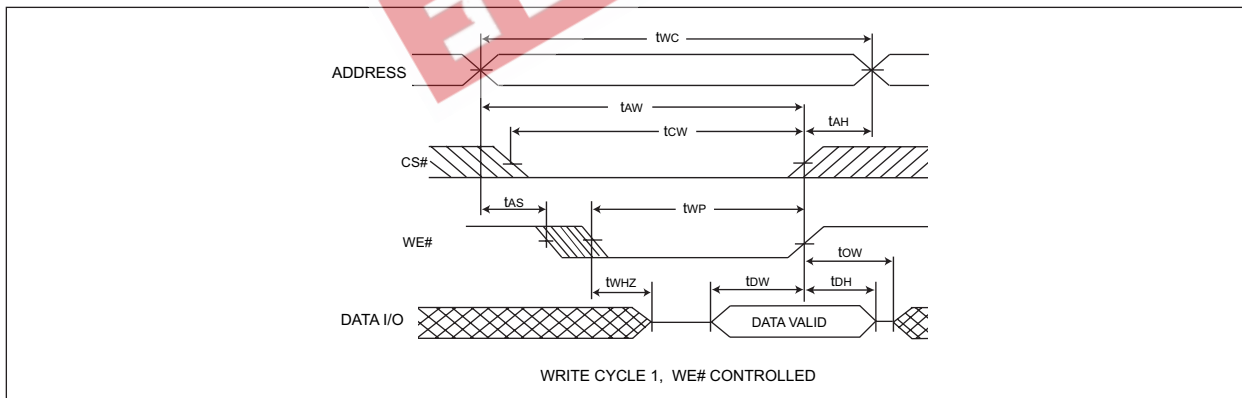 tWC
ADDRESS
tAW
tAH
tCW
CS#
tAS
tWP
WE#
tOW
tWHZ
tDW
tDH
DATA I/O
DATA VALID
WRITE CYCLE 1, WE# CONTROLLED